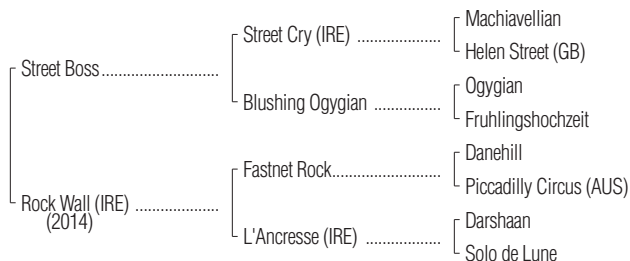 Machiavellian
Street Cry (IRE) ..................
Helen Street (GB)
Street Boss..........................
Ogygian
Blushing Ogygian ................
Fruhlingshochzeit
Danehill
Fastnet Rock.......................
Piccadilly Circus (AUS)
Rock Wall (IRE) ..................
(2014)
Darshaan
L'Ancresse (IRE) ................
Solo de Lune